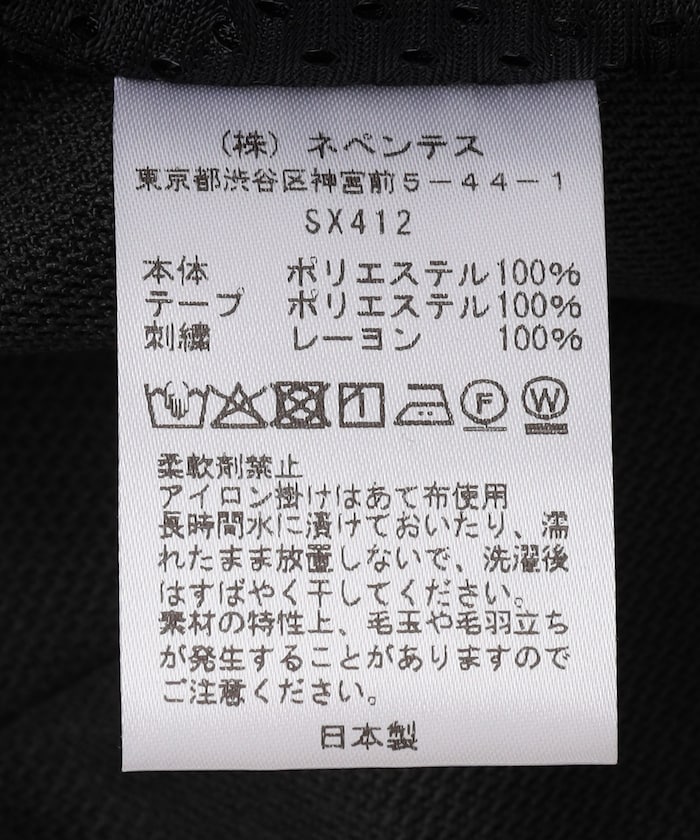 (株) ネペンテス
東京都渋谷区神宮前5-44-1
SX412
本体 ポリエステル100%
テープ ポリエステル100%
刺繍 レーヨン 100%
F W
柔軟剤禁止
アイロン掛けはあて布使用
長時間水に漬けておいたり、濡
れたまま放置しないで、洗濯後
はすばやく干してください。
素材の特性上、毛玉や毛羽立ち
が発生することがありますので
ご注意ください。
日本製